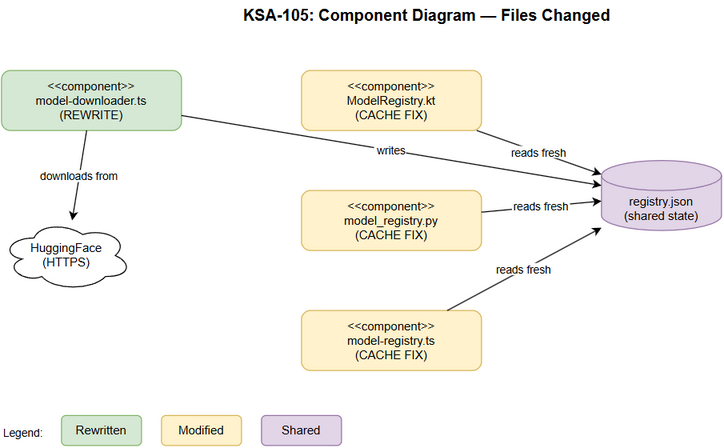 KSA-105: Component Diagram — Files Changed
<<component>>
model-downloader.ts
(REWRITE)
<<component>>
ModelRegistry.kt
(CACHE FIX)
writes
reads fresh
downloads from
<<component>>
model_registry.py
(CACHE FIX)
reads fresh
registry.json
(shared state)
HuggingFace
(HTTPS)
reads fresh
<<component>>
model-registry.ts
(CACHE FIX)
Legend:
Rewritten
Modified
Shared